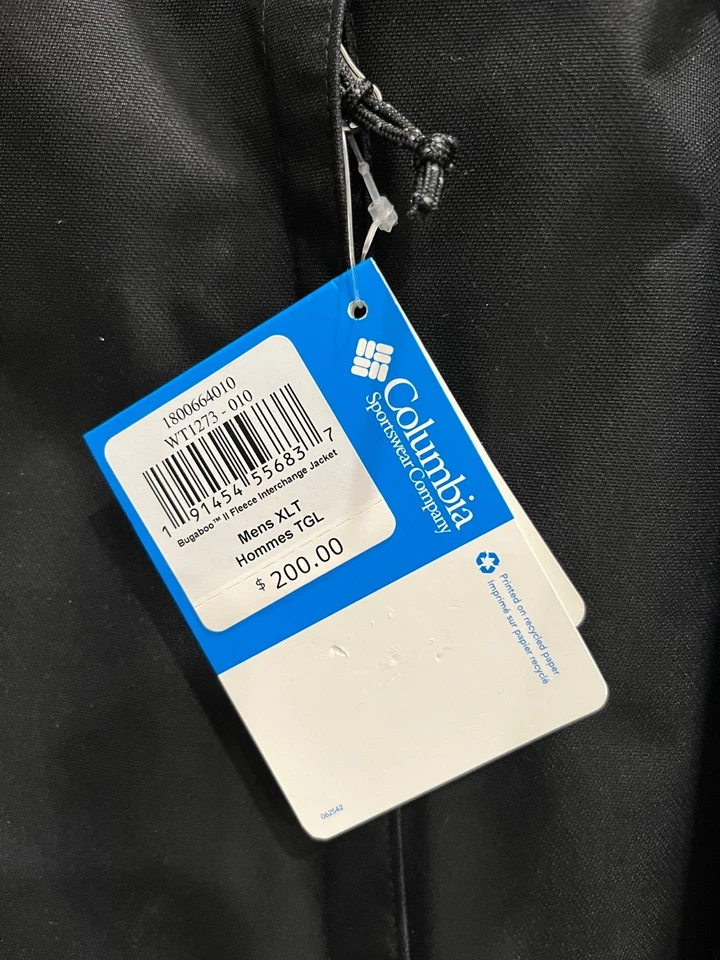 1800664010
WT1273 - 010
1 91454 55683 7
Bugaboo™ II Fleece Interchange Jacket
Mens XLT
Hommes TGL
$ 200.00
Columbia
Sportswear Company
Printed on recycled paper
Imprimé sur papier recyclé
062542